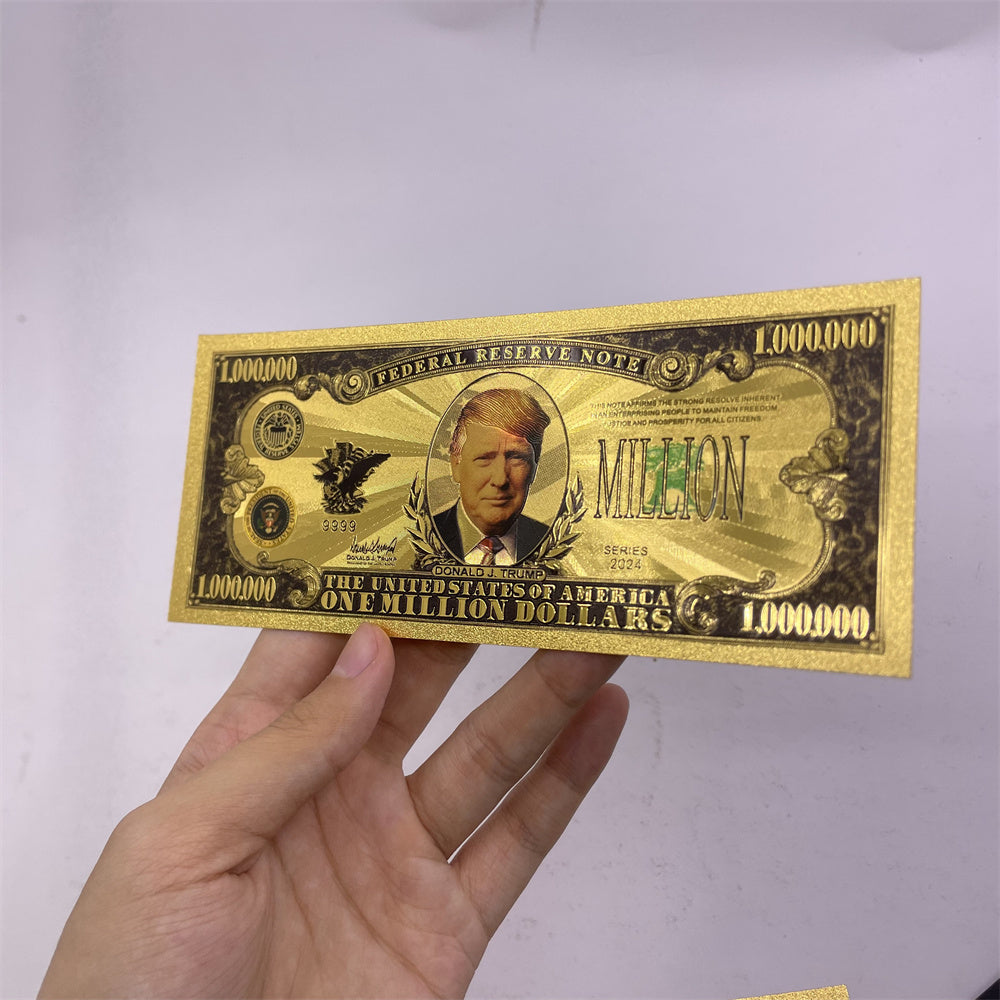 1,000,000
FEDERAL RESERVE NOTE
1,000,000
THIS NOTE AFFIRMS THE STRONG RESOLVE INHERENT
IN AN ENTERPRISING PEOPLE TO MAINTAIN FREEDOM,
JUSTICE AND PROSPERITY FOR ALL CITIZENS.
MILLION
9999
DONALD J. TRUMP
SERIES
2024
DONALD J. TRUMP
1,000,000
THE UNITED STATES OF AMERICA
ONE MILLION DOLLARS
1,000,000